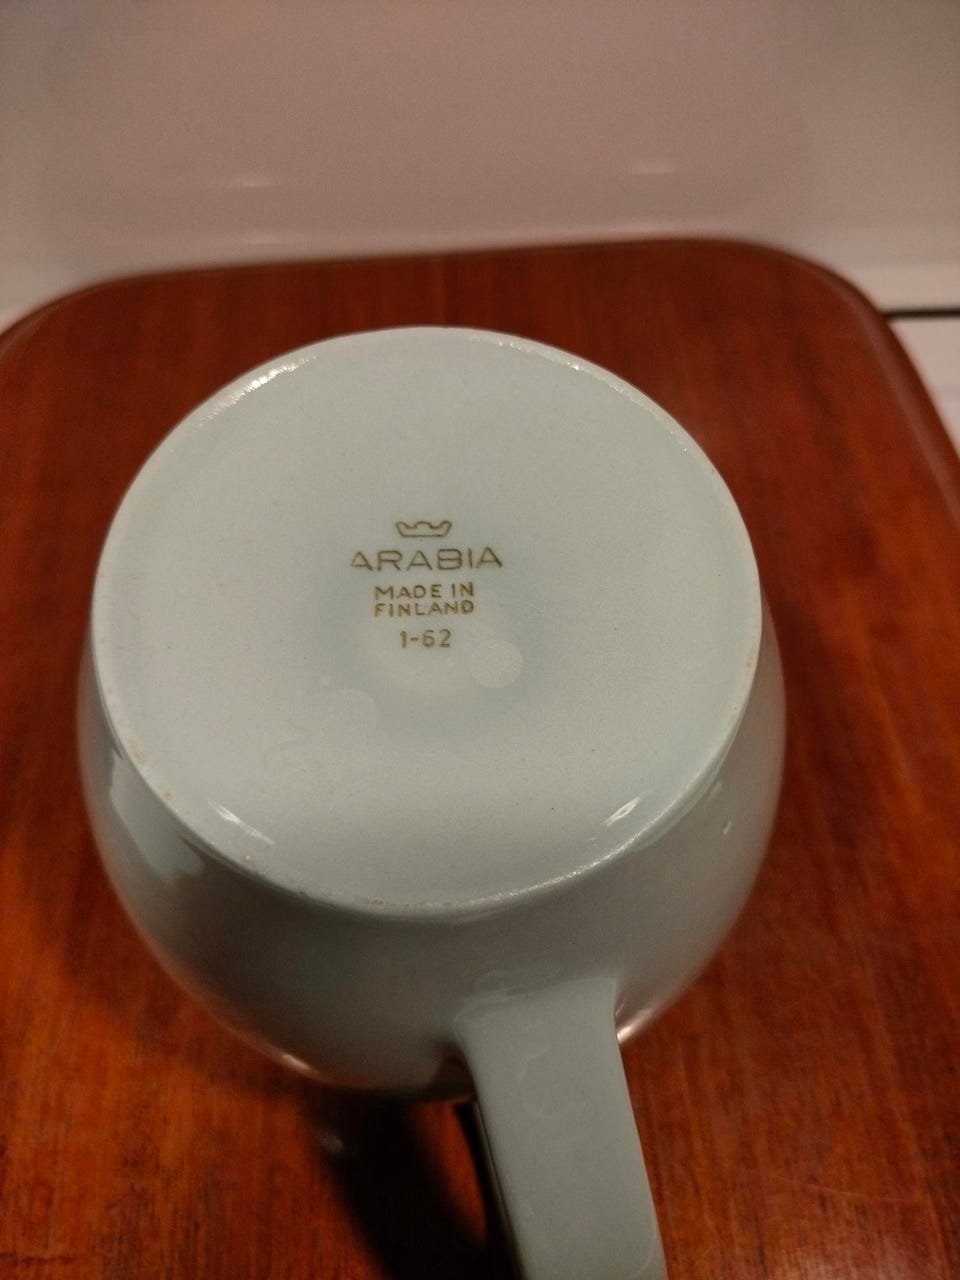 ARABIA
MADE IN
FINLAND
1-62